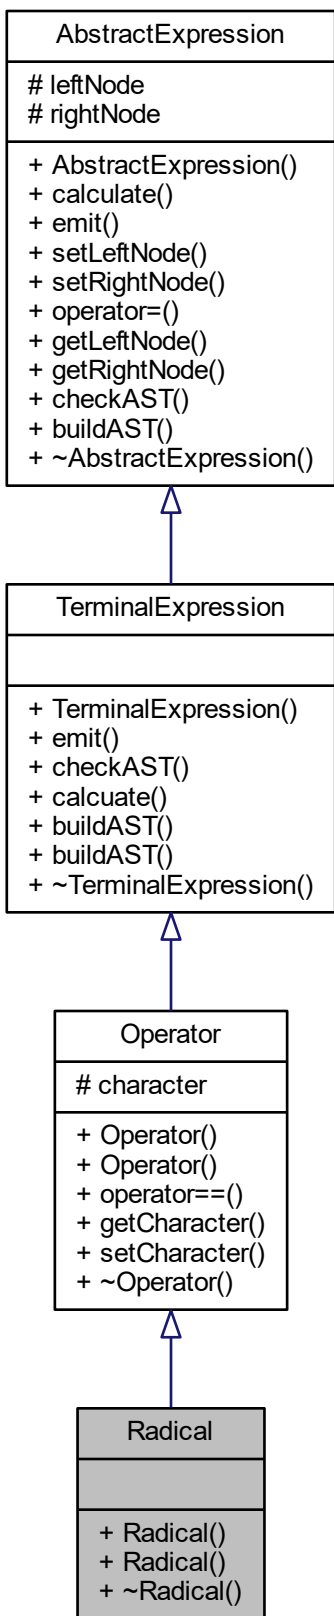 AbstractExpression
# leftNode
# rightNode
+ AbstractExpression()
+ calculate()
+ emit()
+ setLeftNode()
+ setRightNode()
+ operator=()
+ getLeftNode()
+ getRightNode()
+ checkAST()
+ buildAST()
+ ~AbstractExpression()
TerminalExpression
+ TerminalExpression()
+ emit()
+ checkAST()
+ calcuate()
+ buildAST()
+ buildAST()
+ ~TerminalExpression()
Operator
# character
+ Operator()
+ Operator()
+ operator==()
+ getCharacter()
+ setCharacter()
+ ~Operator()
Radical
+ Radical()
+ Radical()
+ ~Radical()